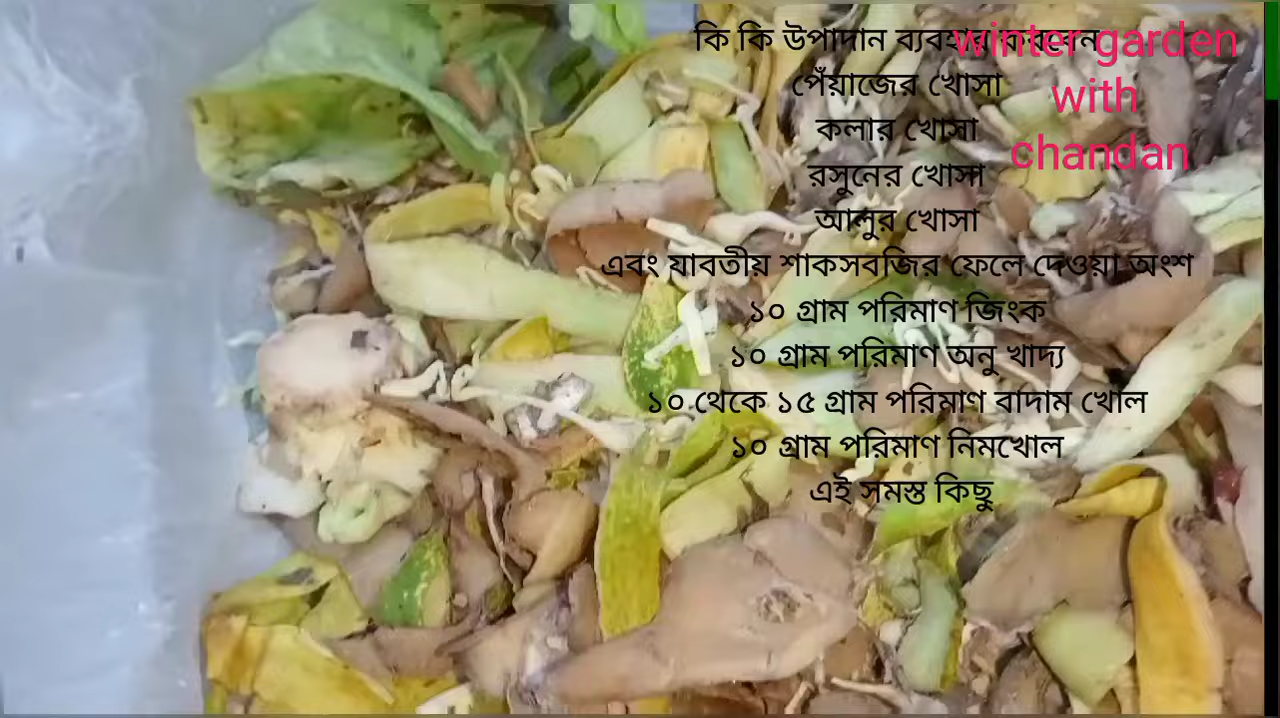 কি কি উপাদান ব্যবহার করবেন
winter garden
with
chandan
পেঁয়াজের খোসা
কলার খোসা
রসুনের খোসা
আলুর খোসা
এবং যাবতীয় শাকসবজির ফেলে দেওয়া অংশ
১০ গ্রাম পরিমাণ জিংক
১০ গ্রাম পরিমাণ অনু খাদ্য
১০ থেকে ১৫ গ্রাম পরিমাণ বাদাম খোল
১০ গ্রাম পরিমাণ নিমখোল
এই সমস্ত কিছু